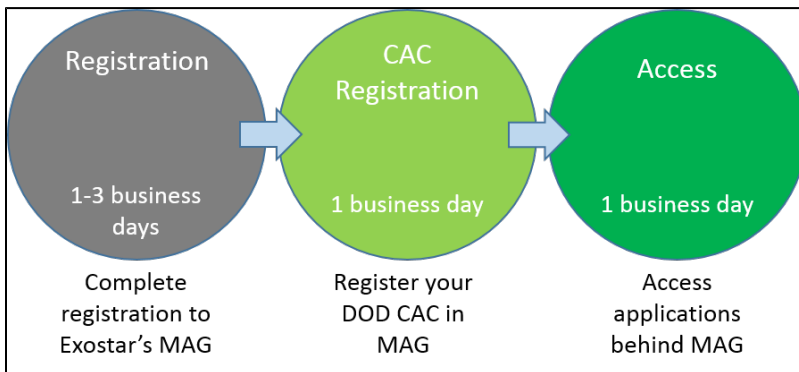 Registration
1-3 business
days
Complete
registration to
Exostar's MAG
CAC
Registration
1 business day
Register your
DOD CAC in
MAG
Access
1 business day
Access
applications
behind MAG